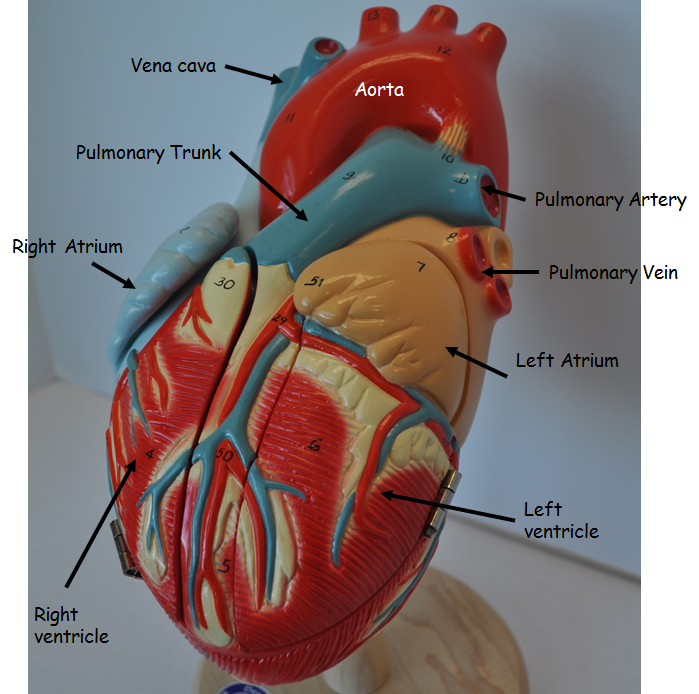 13
12
Vena cava
Aorta
11
Pulmonary Trunk
10
9
Pulmonary Artery
Right Atrium
8
7
Pulmonary Vein
30
51
29
Left Atrium
4
50
6
Left
ventricle
5
Right
ventricle